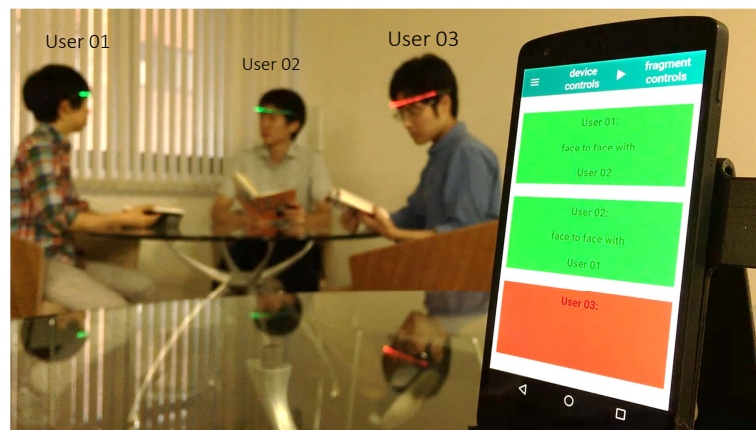 User 01
User 02
User 03
device controls
fragment controls
User 01:
face to face with
User 02
User 02:
face to face with
User 01
User 03: